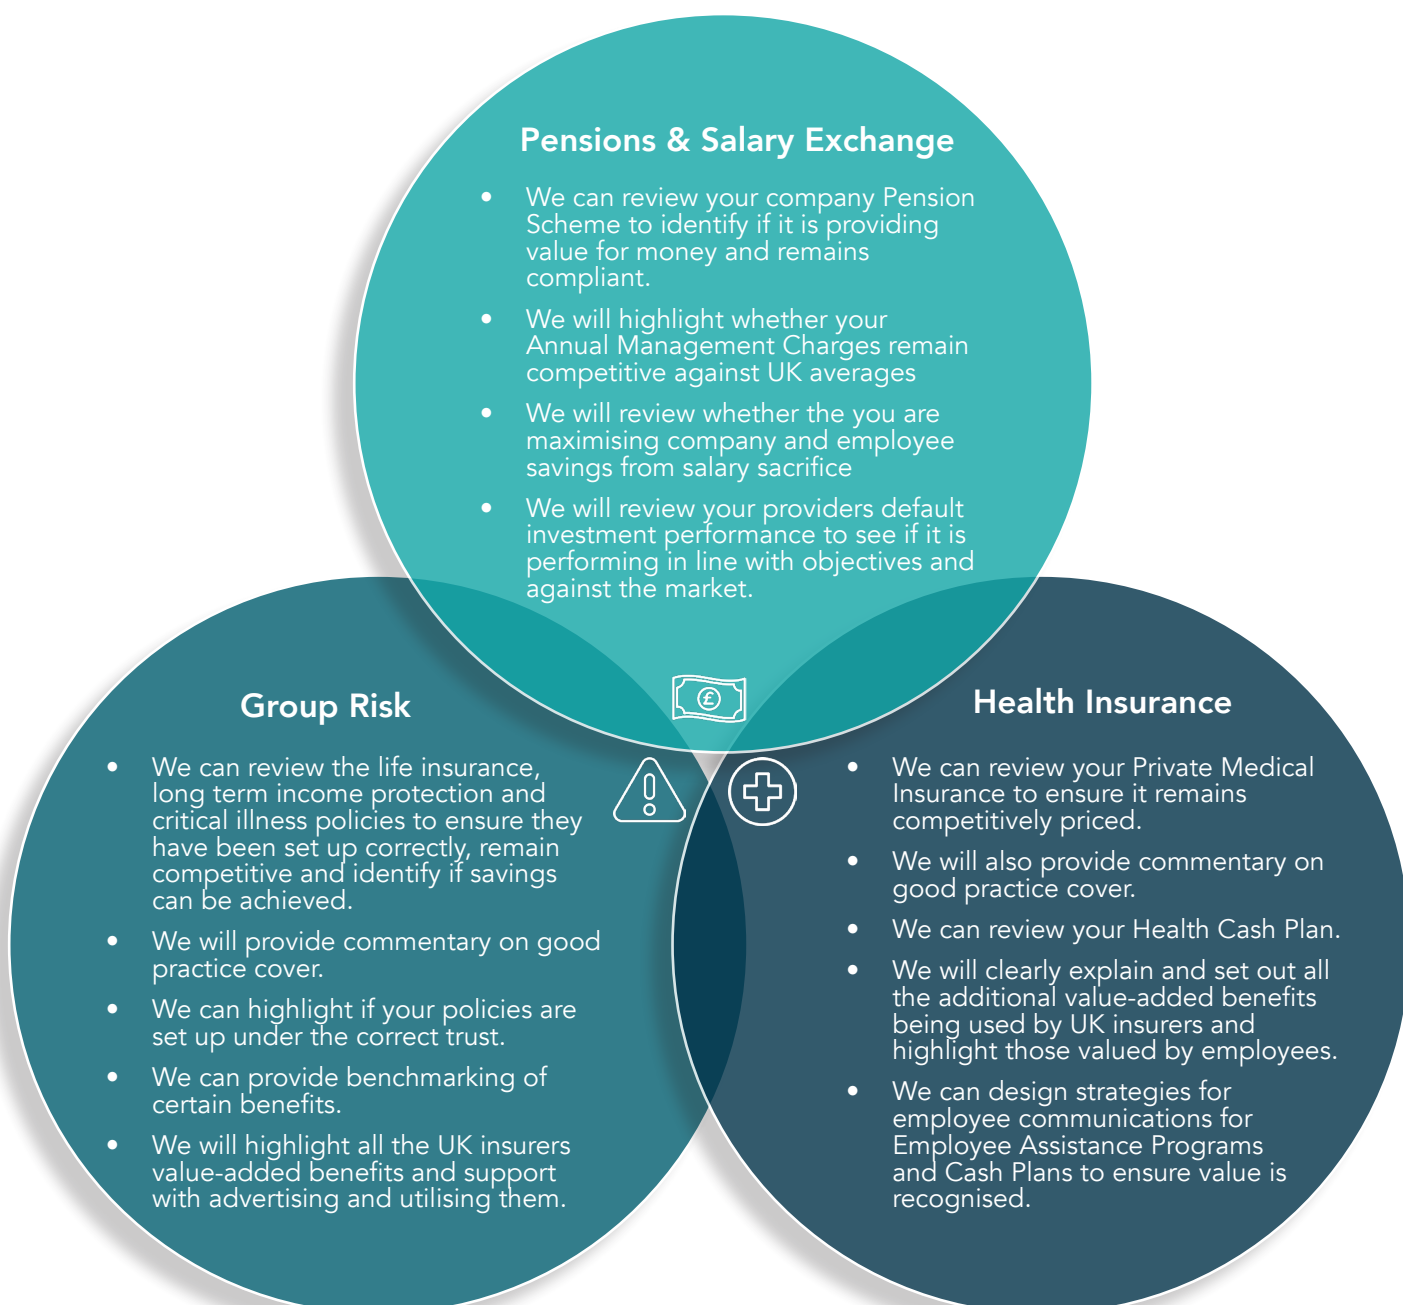 Pensions & Salary Exchange
• We can review your company Pension
Scheme to identify if it is providing
value for money and remains
compliant.
• We will highlight whether your
Annual Management Charges remain
competitive against UK averages
• We will review whether the you are
maximising company and employee
savings from salary sacrifice
• We will review your providers default
investment performance to see if it is
performing in line with objectives and
against the market.
£
Group Risk
• We can review the life insurance,
long term income protection and
critical illness policies to ensure they
have been set up correctly, remain
competitive and identify if savings
can be achieved.
• We will provide commentary on good
practice cover.
• We can highlight if your policies are
set up under the correct trust.
• We can provide benchmarking of
certain benefits.
• We will highlight all the UK insurers
value-added benefits and support
with advertising and utilising them.
Health Insurance
• We can review your Private Medical
Insurance to ensure it remains
competitively priced.
• We will also provide commentary on
good practice cover.
• We can review your Health Cash Plan.
• We will clearly explain and set out all
the additional value-added benefits
being used by UK insurers and
highlight those valued by employees.
• We can design strategies for
employee communications for
Employee Assistance Programs
and Cash Plans to ensure value is
recognised.